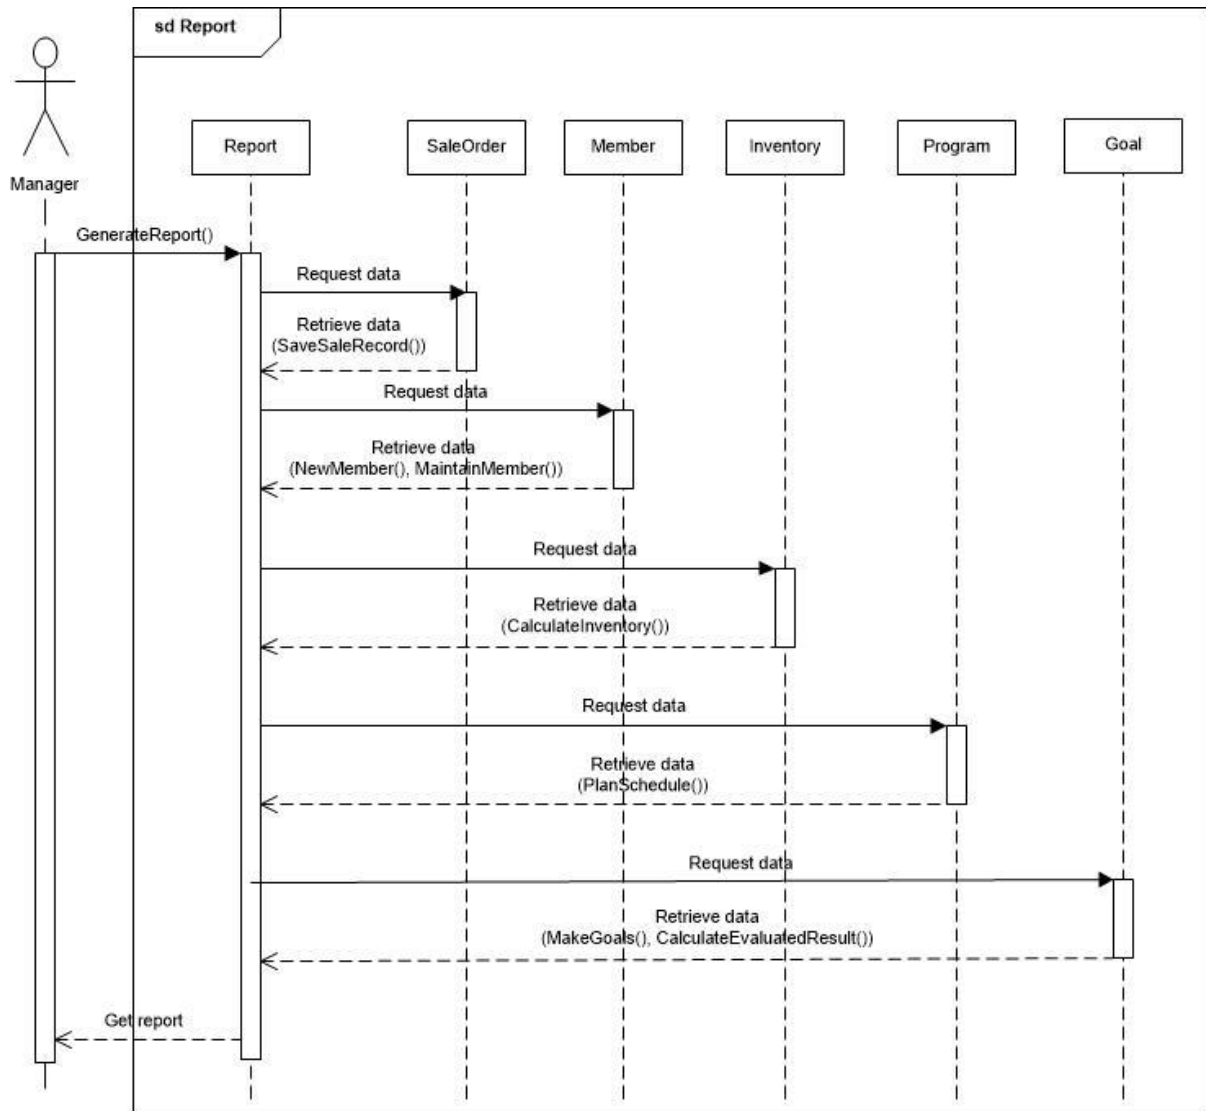 sd Report
Manager
Report
SaleOrder
Member
Inventory
Program
Goal
GenerateReport()
Request data
Retrieve data
(SaveSaleRecord())
Request data
Retrieve data
(NewMember(), MaintainMember())
Request data
Retrieve data
(CalculateInventory())
Request data
Retrieve data
(PlanSchedule())
Request data
Retrieve data
(MakeGoals(), CalculateEvaluatedResult())
Get report